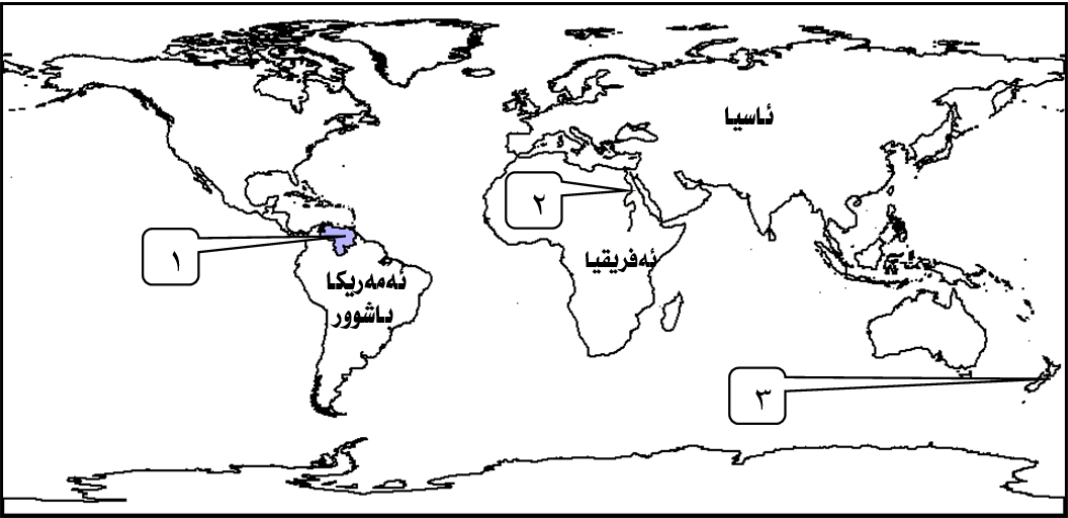 ئاسیا
٢
ئەفریقیا
١
ئەمەریکا
باشوور
٣